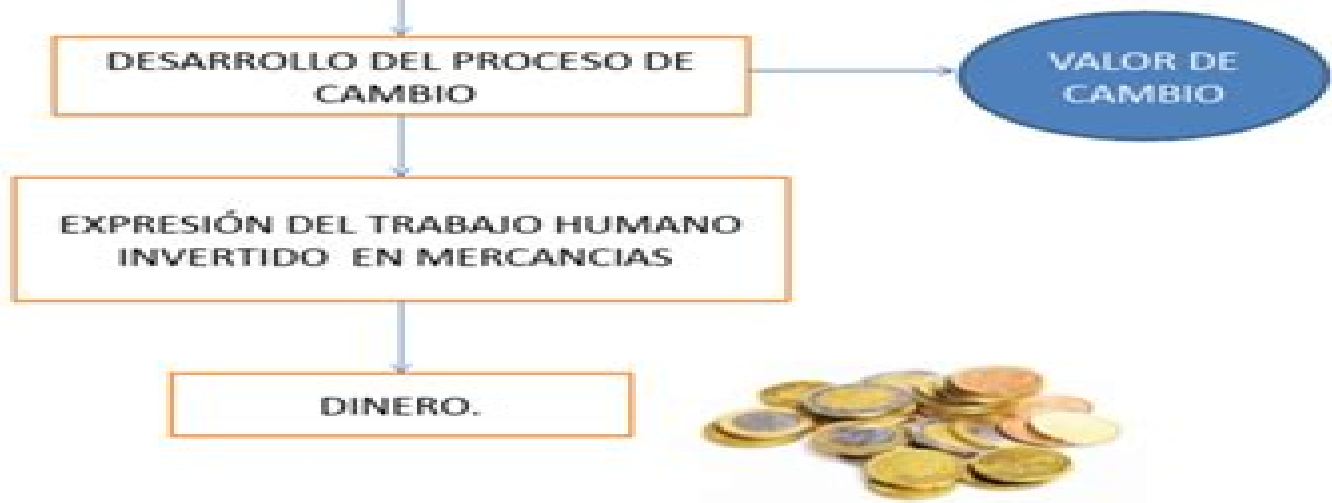 DESARROLLO DEL PROCESO DE
CAMBIO
VALOR DE
CAMBIO
EXPRESIÓN DEL TRABAJO HUMANO
INVERTIDO EN MERCANCIAS
DINERO.